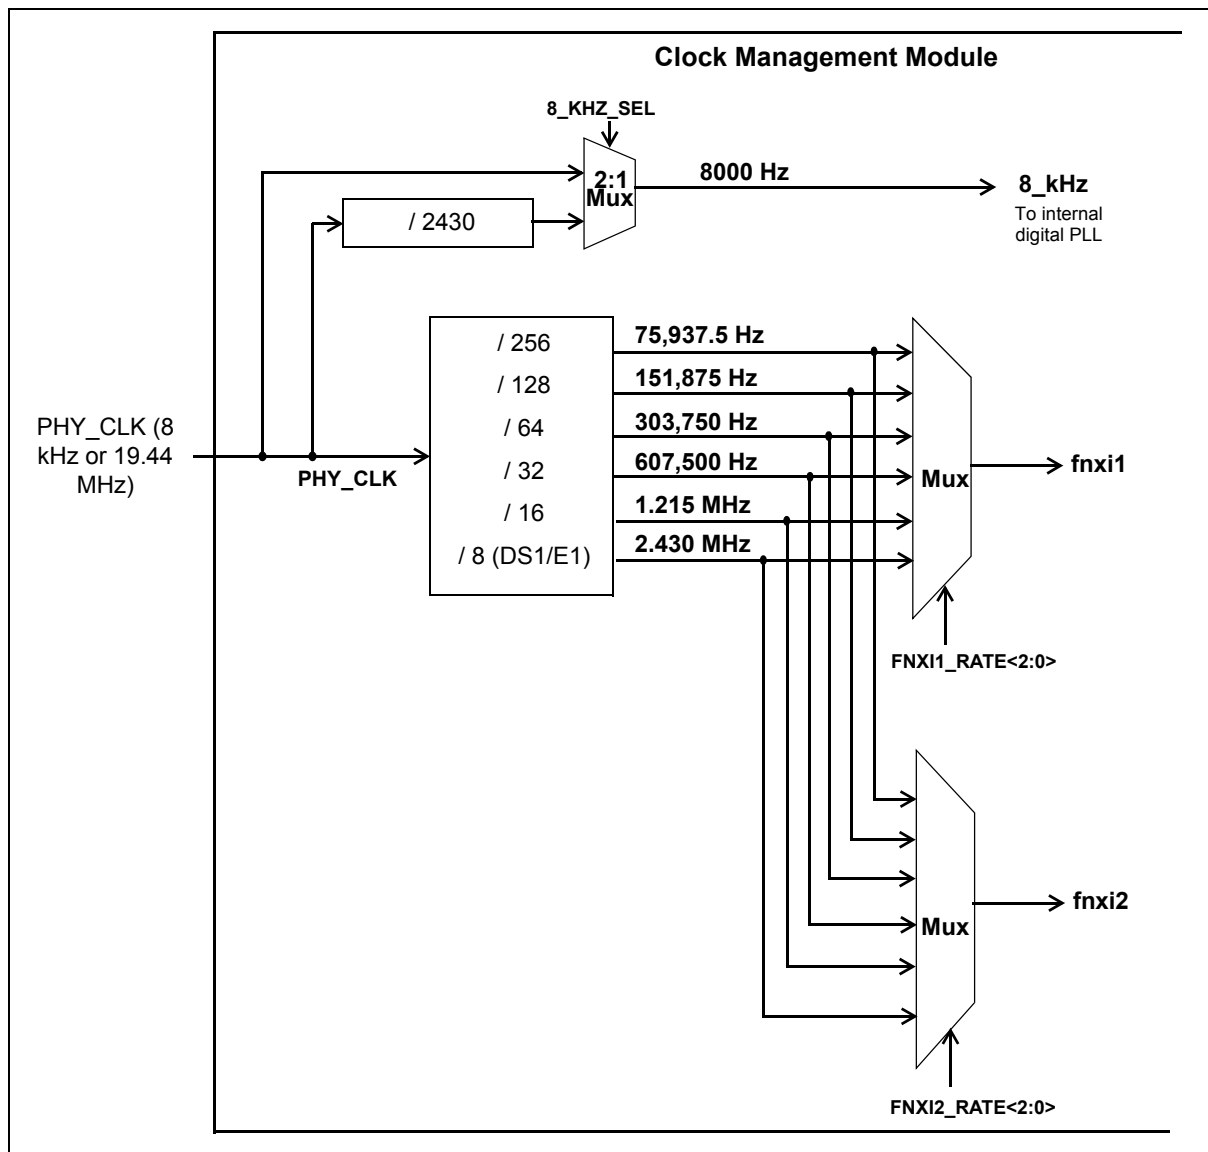 Clock Management Module
8_KHZ_SEL
2:1
Mux
8000 Hz
8_kHz
To internal
digital PLL
/ 2430
/ 256
/ 128
/ 64
/ 32
/ 16
/ 8 (DS1/E1)
75,937.5 Hz
151,875 Hz
303,750 Hz
607,500 Hz
1.215 MHz
2.430 MHz
PHY_CLK (8
kHz or 19.44
MHz)
PHY_CLK
Mux
fnxi1
FNXI1_RATE<2:0>
Mux
fnxi2
FNXI2_RATE<2:0>